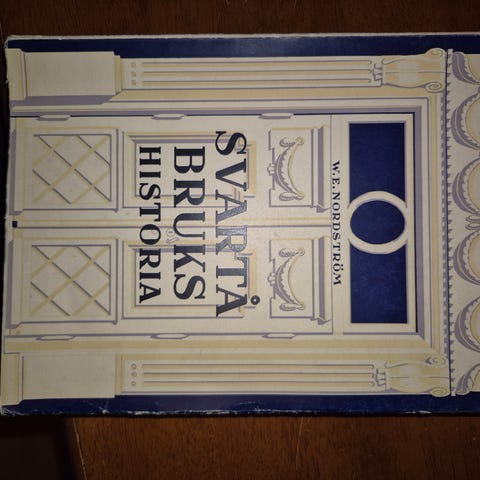 W.E. NORDSTRÖM
SVARTÅ
BRUKS
HISTORIA